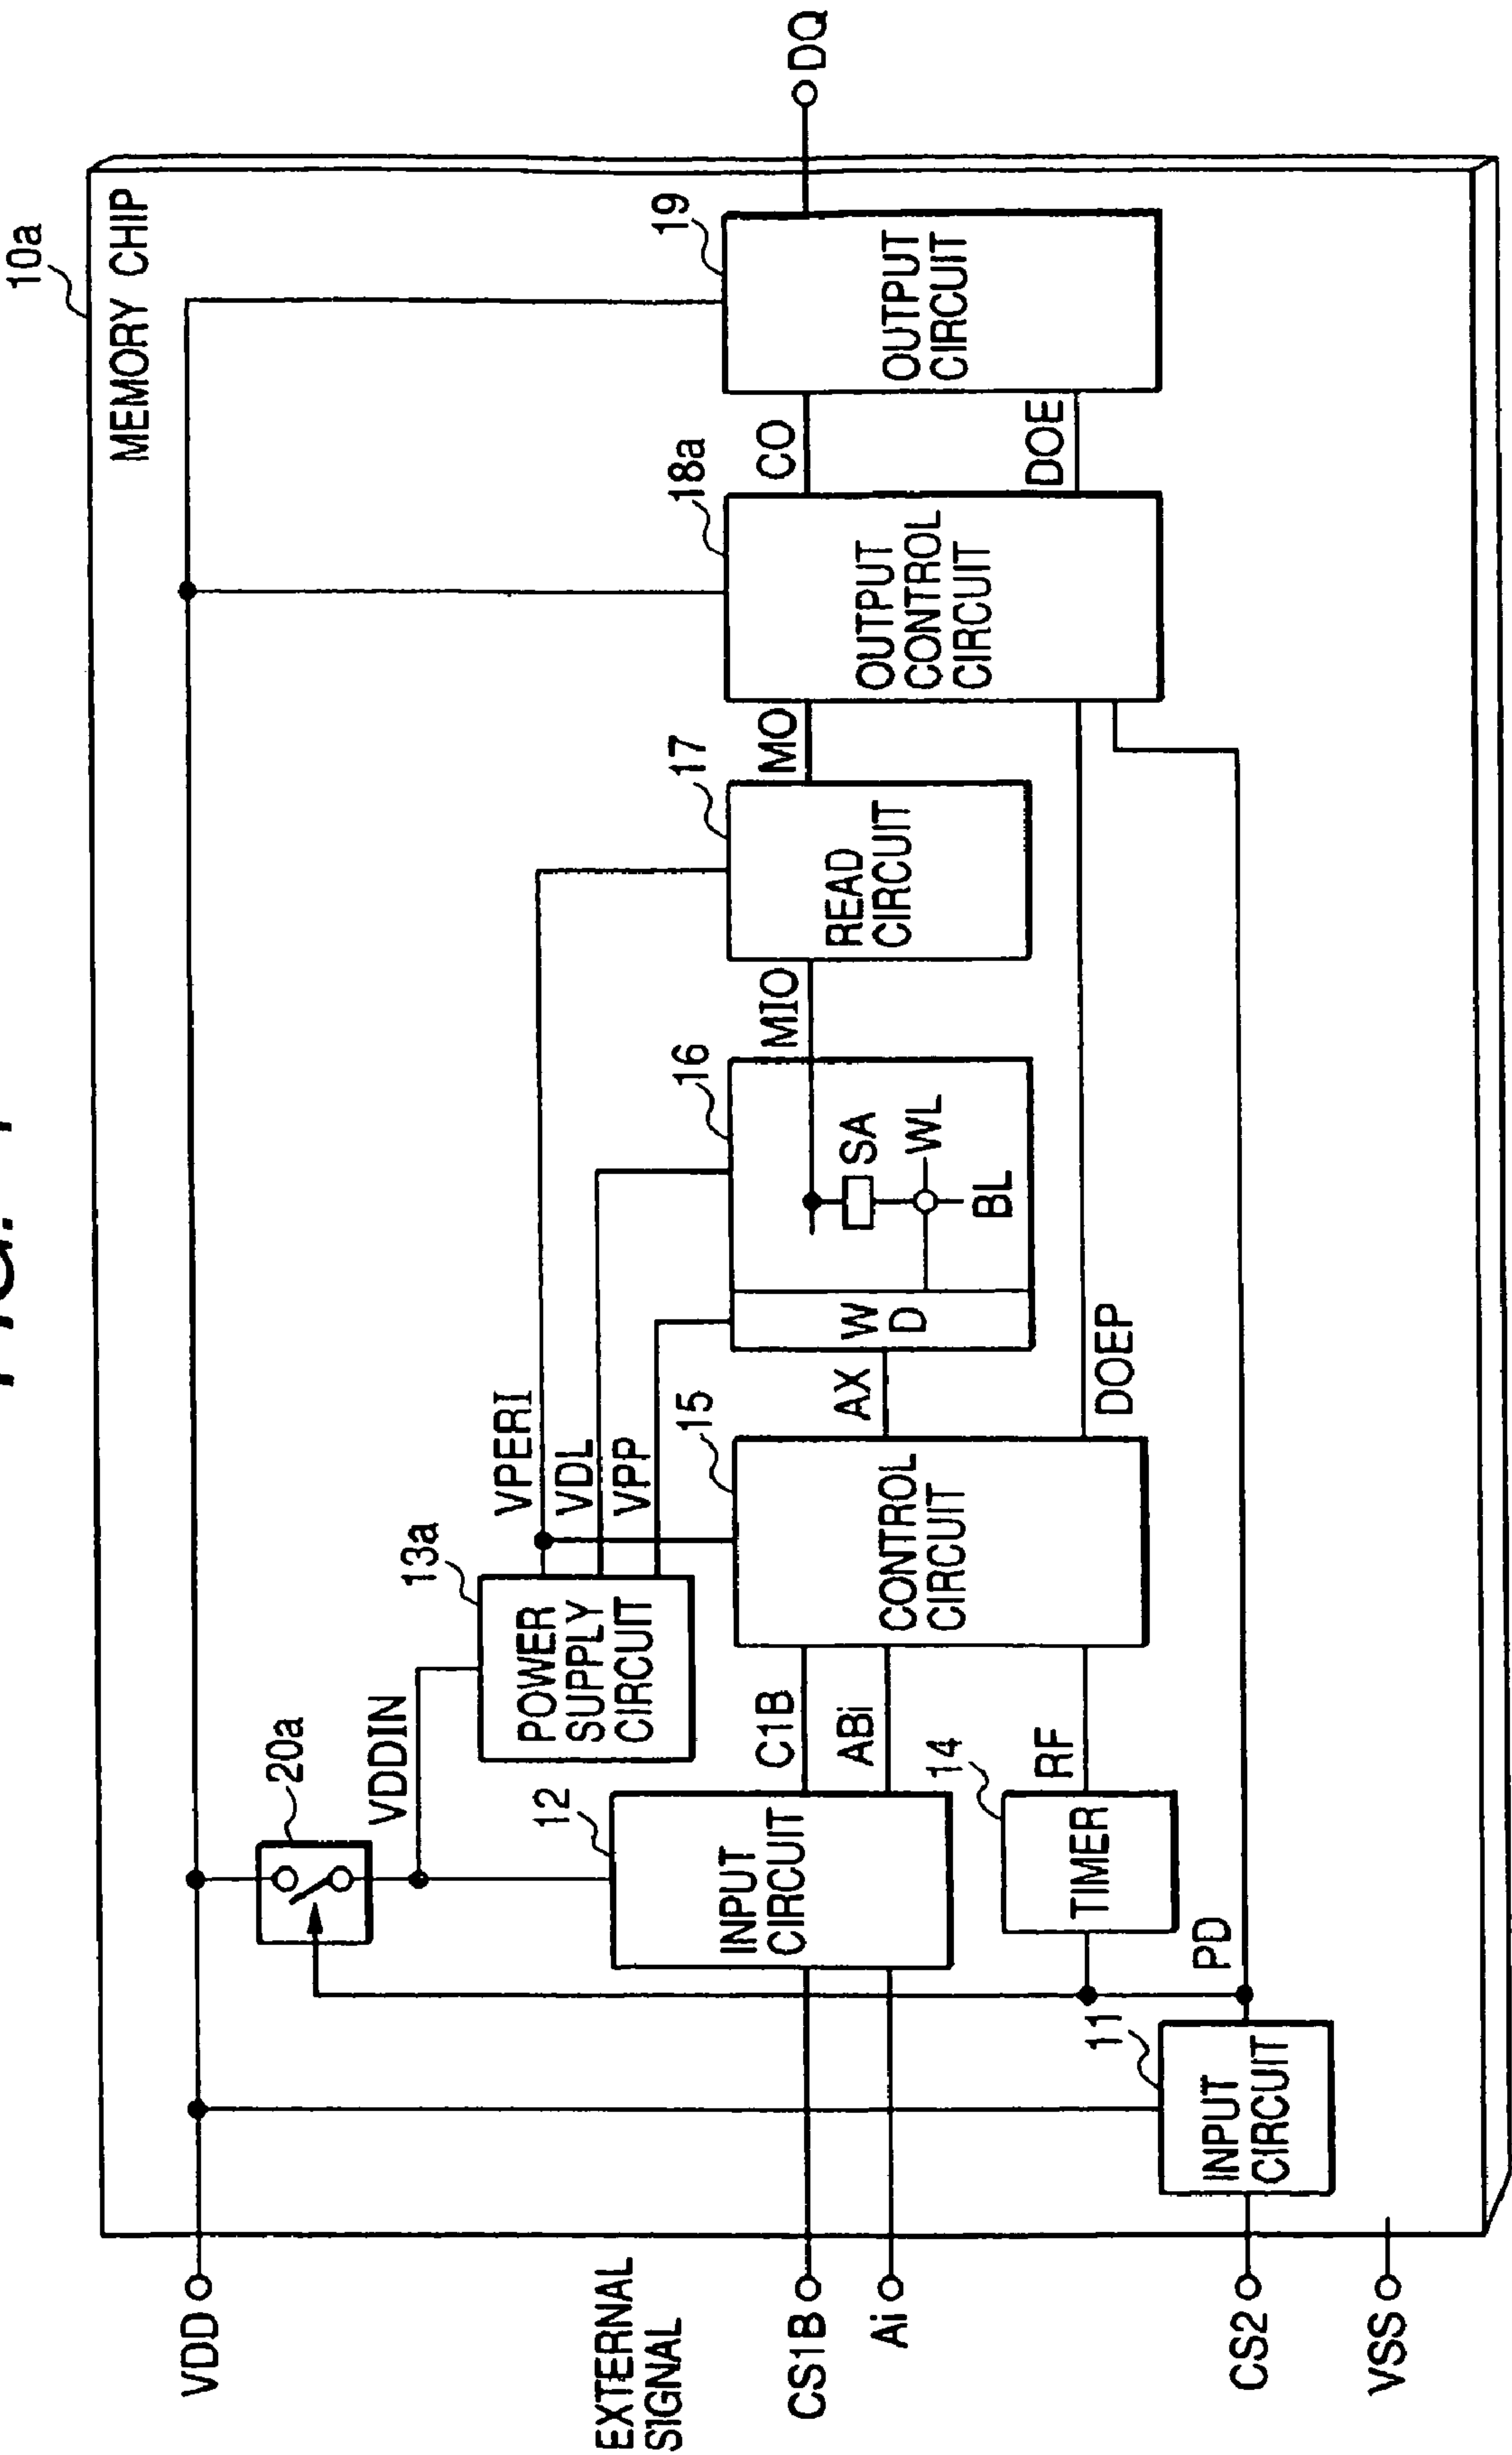 10a
MEMORY CHIP
VDD
20a
VDDIN
13a
POWER
SUPPLY
CIRCUIT
VPERI
VDL
VPP
EXTERNAL
SIGNAL
CS1B
Ai
12
INPUT
CIRCUIT
C1B
ABi
15
CONTROL
CIRCUIT
AX
16
W
D
SA
WL
BL
MIO
17
READ
CIRCUIT
MO
18a
OUTPUT
CONTROL
CIRCUIT
CO
DOE
19
OUTPUT
CIRCUIT
DQ
14
TIMER
RF
DOEP
CS2
11
INPUT
CIRCUIT
PD
VSS